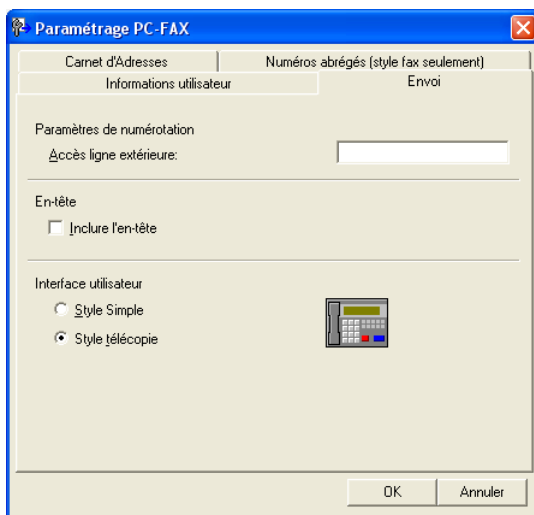 Paramétrage PC-FAX
Carnet d'Adresses
Numéros abrégés (style fax seulement)
Informations utilisateur
Envoi
Paramètres de numérotation
Accès ligne extérieure:
En-tête
Inclure l'en-tête
Interface utilisateur
Style Simple
Style télécopie
OK
Annuler